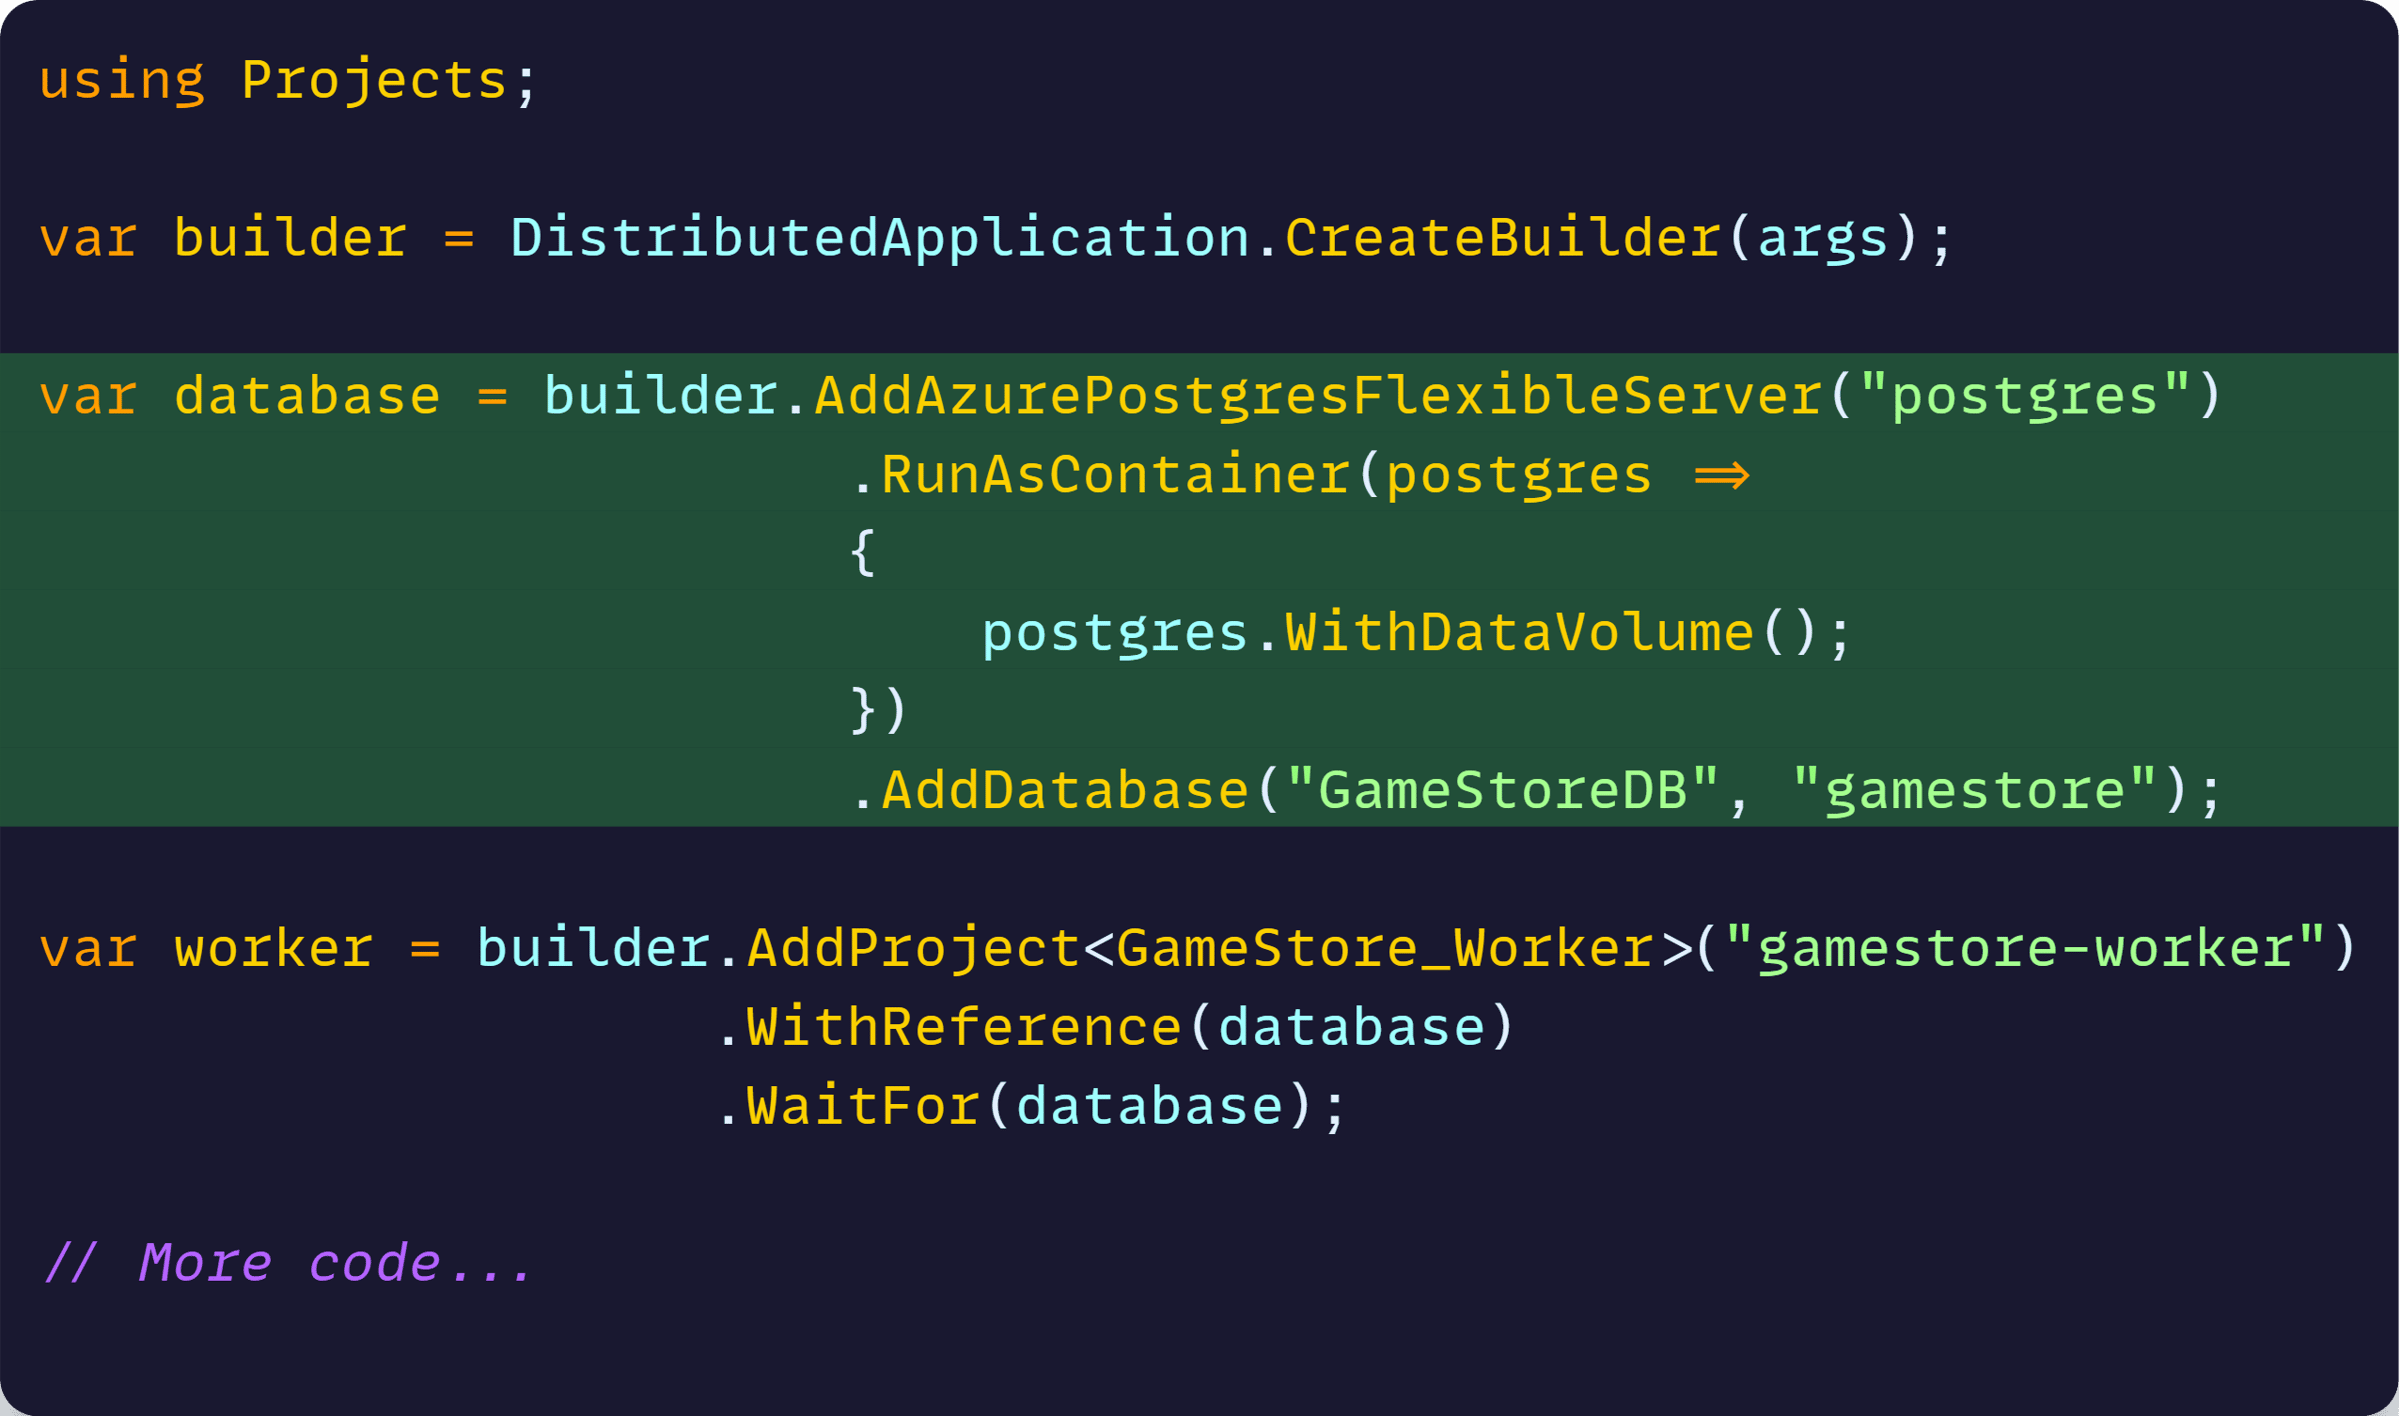 using Projects;
var builder = DistributedApplication.CreateBuilder(args);
var database = builder.AddAzurePostgresFlexibleServer("postgres")
.RunAsContainer(postgres =>
{
postgres.WithDataVolume();
})
.AddDatabase("GameStoreDB", "gamestore");
var worker = builder.AddProject<GameStore_Worker>("gamestore-worker")
.WithReference(database)
.WaitFor(database);
// More code...